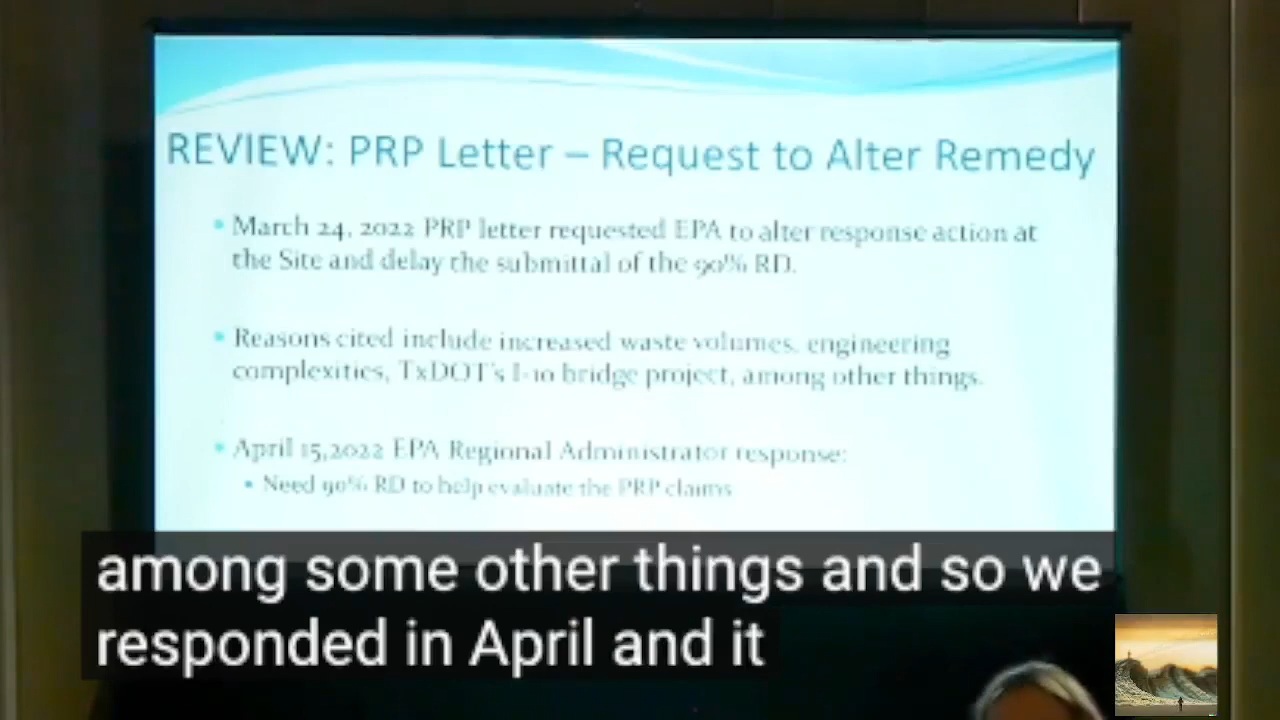 REVIEW: PRP Letter – Request to Alter Remedy
• March 24, 2022 PRP letter requested EPA to alter response action at
the Site and delay the submittal of the 90% RD.
• Reasons cited include increased waste volumes, engineering
complexities, TxDOT's I-10 bridge project, among other things.
• April 15,2022 EPA Regional Administrator response:
• Need 90% RD to help evaluate the PRP claims
among some other things and so we
responded in April and it